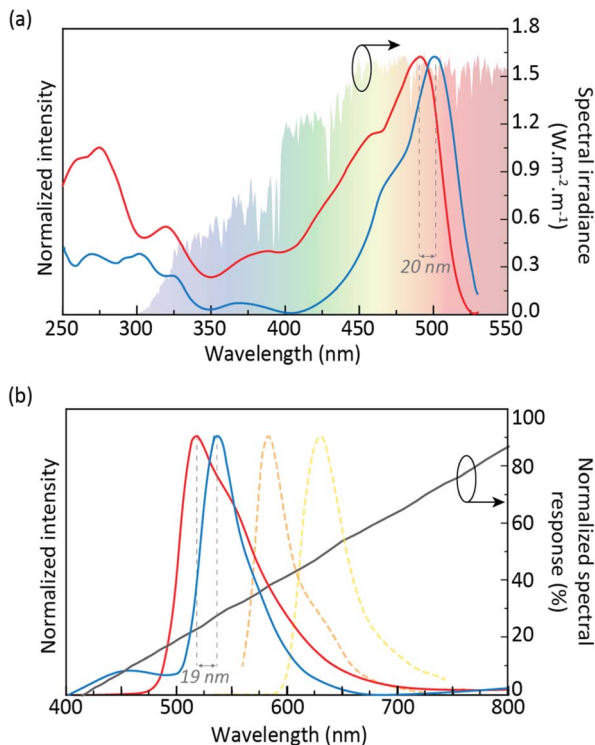 (a)
Normalized intensity
1.8
1.5
1.2
0.9
0.6
0.3
0.0
Spectral irradiance
(W.m-2.m-1)
20 nm
250
300
350
400
450
500
550
Wavelength (nm)
(b)
Normalized intensity
100
80
60
40
20
0
Normalized spectral
response (%)
19 nm
400
500
600
700
800
Wavelength (nm)